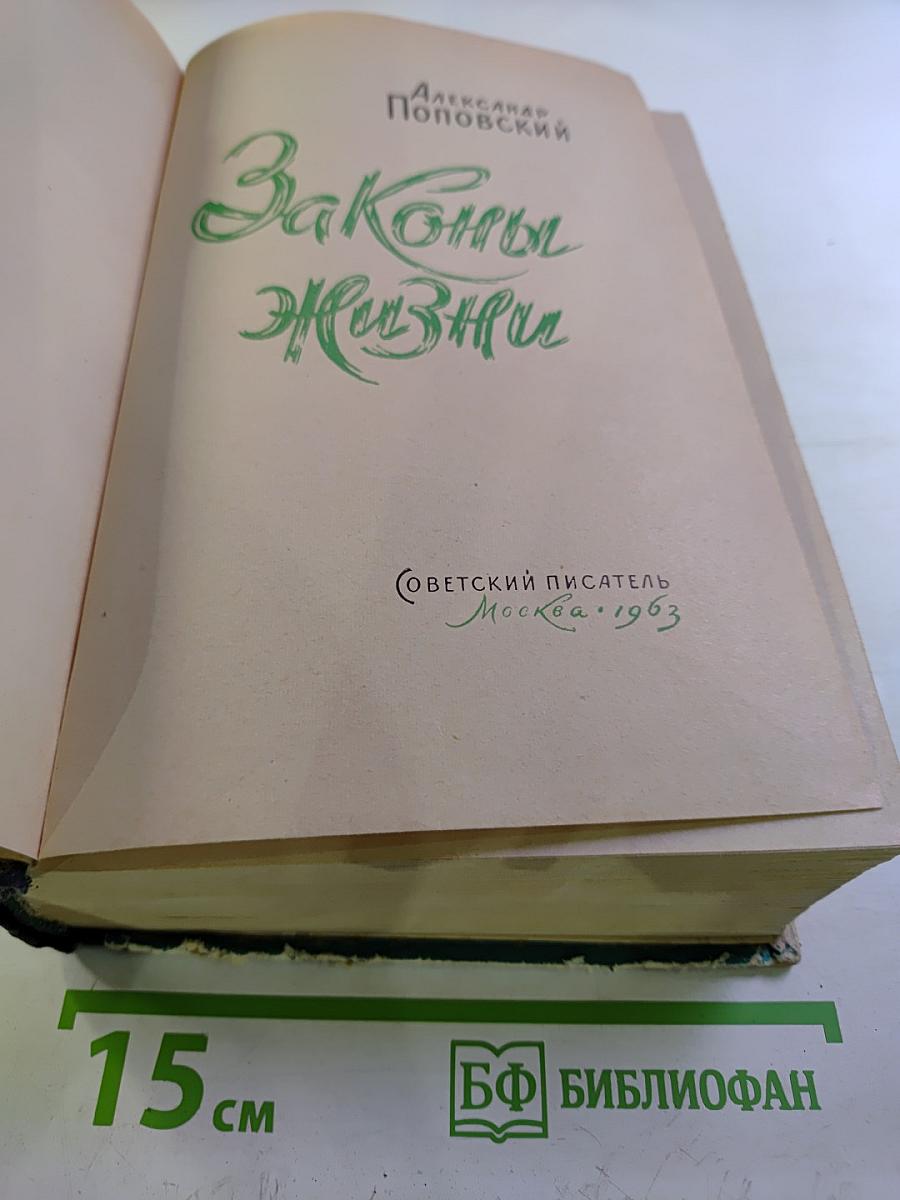 Александр
Поповский
Законы
жизни
Советский писатель
Москва • 1963
15 см
БФ БИБЛИОФАН